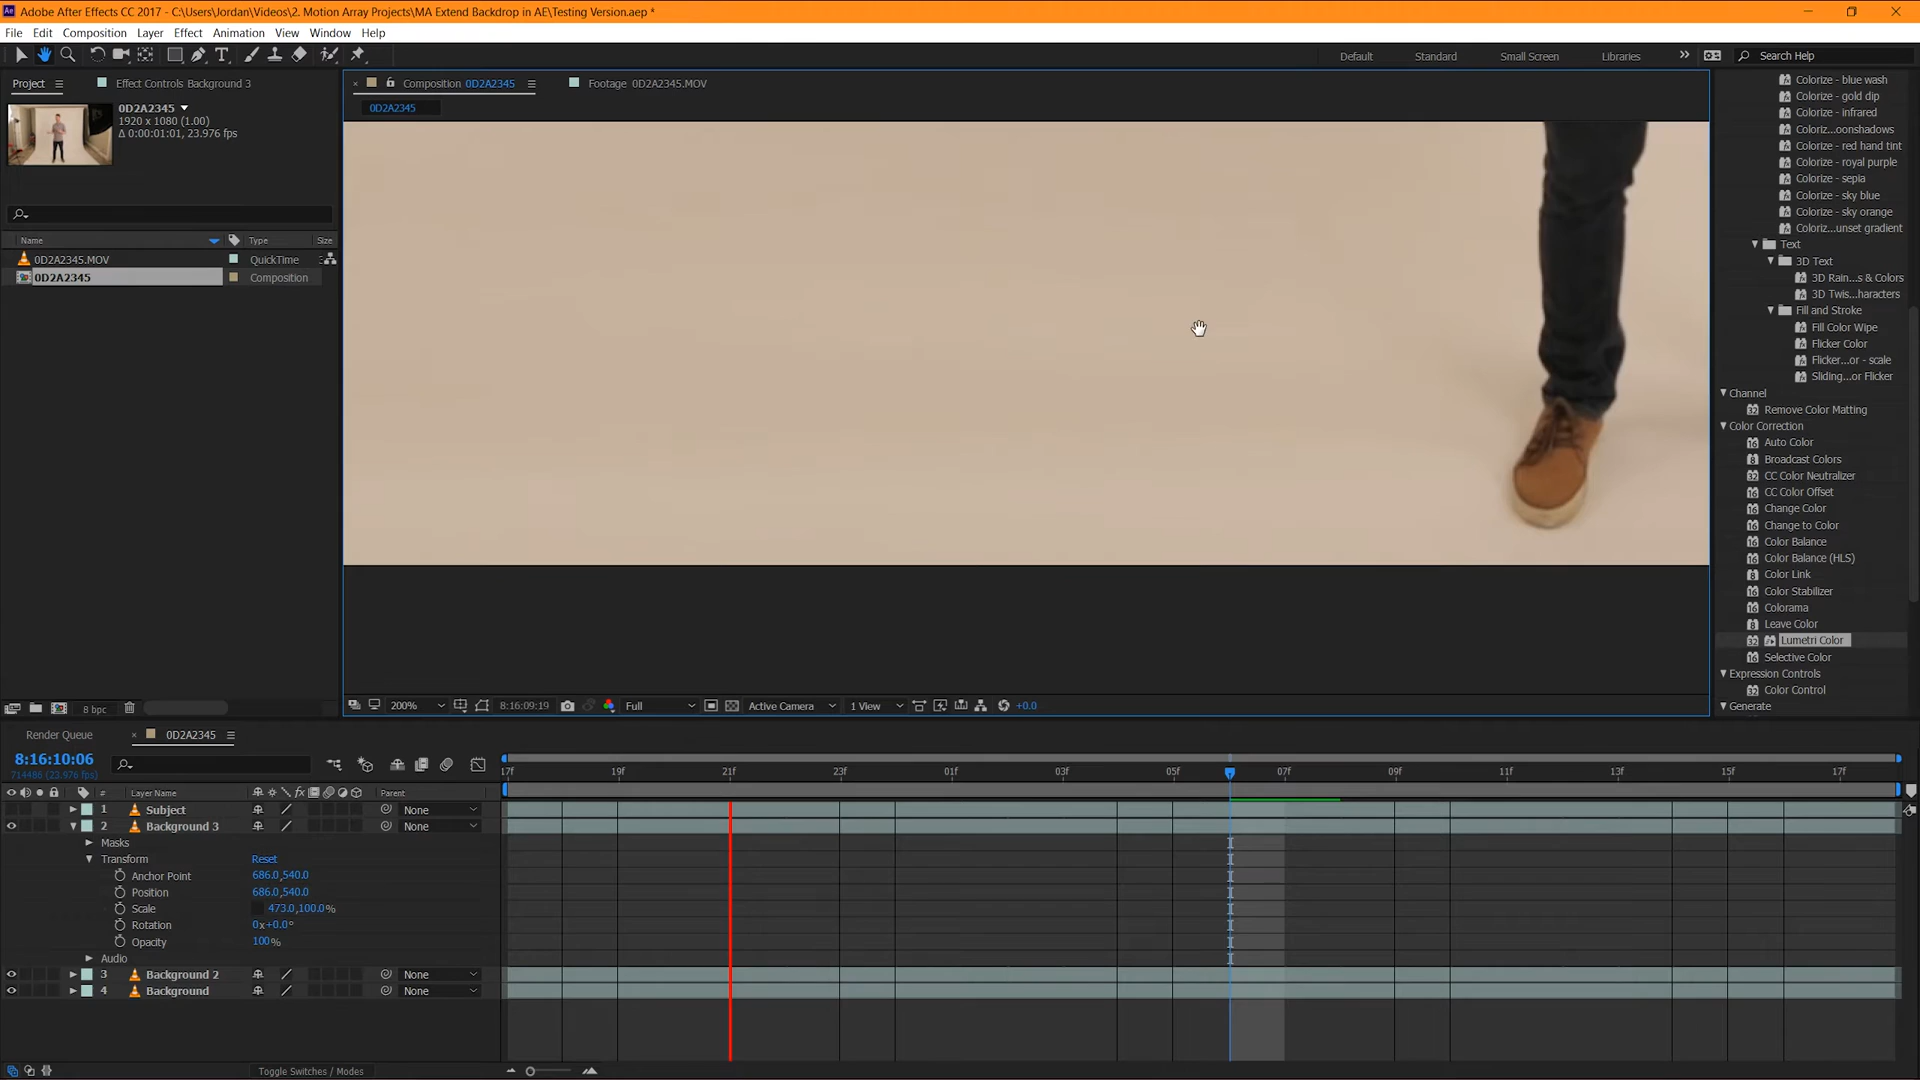 Adobe After Effects CC 2017 - C:\Users\Jordan\Videos\2. Motion Array Projects\MA Extend Backdrop in AE\Testing Version.aep *
File Edit Composition Layer Effect Animation View Window Help
Default Standard Small Screen Libraries Search Help
Project Effect Controls Background 3
0D2A2345
1920 x 1080 (1.00)
Δ 0:00:01:01, 23.976 fps
Name Type Size
0D2A2345.MOV QuickTime
0D2A2345 Composition
8 bpc
Composition 0D2A2345 Footage 0D2A2345.MOV
0D2A2345
200% 8:16:09:19 Full Active Camera 1 View +0.0
Colorize - blue wash
Colorize - gold dip
Colorize - infrared
Coloriz...oonshadows
Colorize - red hand tint
Colorize - royal purple
Colorize - sepia
Colorize - sky blue
Colorize - sky orange
Coloriz...unset gradient
Text
3D Text
3D Rain...s & Colors
3D Twis...haracters
Fill and Stroke
Fill Color Wipe
Flicker Color
Flicker...or - scale
Sliding...or Flicker
Channel
Remove Color Matting
Color Correction
Auto Color
Broadcast Colors
CC Color Neutralizer
CC Color Offset
Change Color
Change to Color
Color Balance
Color Balance (HLS)
Color Link
Color Stabilizer
Colorama
Leave Color
Lumetri Color
Selective Color
Expression Controls
Color Control
Generate
Render Queue 0D2A2345
8:16:10:06
714486 (23.976 fps)
17f 19f 21f 23f 01f 03f 05f 07f 09f 11f 13f 15f 17f
# Layer Name fx Parent
1 Subject None
2 Background 3 None
Masks
Transform Reset
Anchor Point 686.0,540.0
Position 686.0,540.0
Scale 473.0,100.0%
Rotation 0x+0.0°
Opacity 100%
Audio
3 Background 2 None
4 Background None
Toggle Switches / Modes